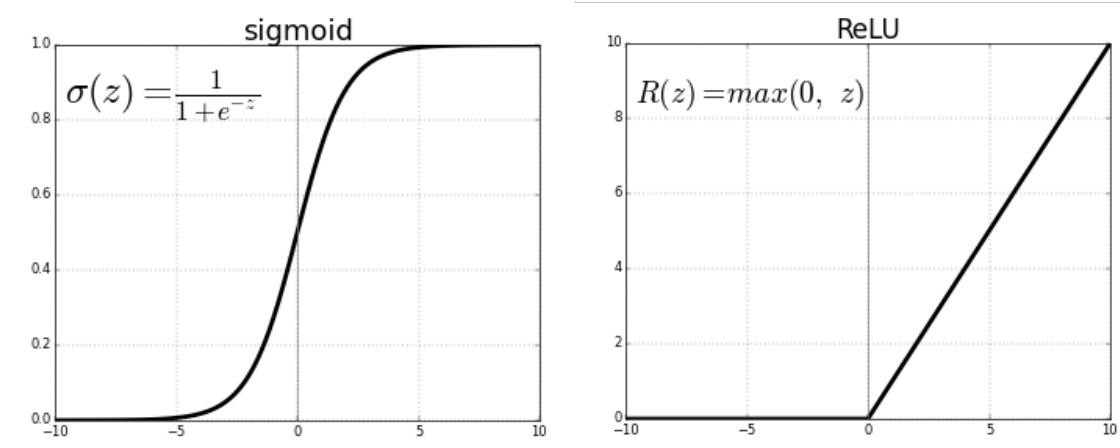 sigmoid
σ(z) = 1 / (1 + e^{-z})
1.0
0.8
0.6
0.4
0.2
0.0
−10 −5 0 5 10
ReLU
R(z) = max(0, z)
10
8
6
4
2
0
−10 −5 0 5 10